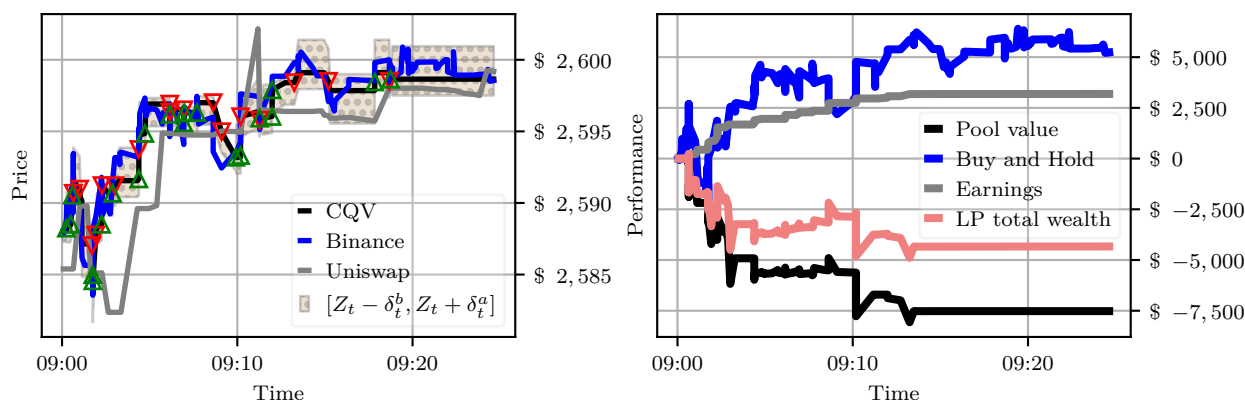 Price
$ 2,600
$ 2,595
$ 2,590
$ 2,585
CQV
Binance
Uniswap
[Z_t − δ_t^b, Z_t + δ_t^a]
09:00
09:10
09:20
Time
Performance
$ 5,000
$ 2,500
$ 0
$ −2,500
$ −5,000
$ −7,500
Pool value
Buy and Hold
Earnings
LP total wealth
09:00
09:10
09:20
Time